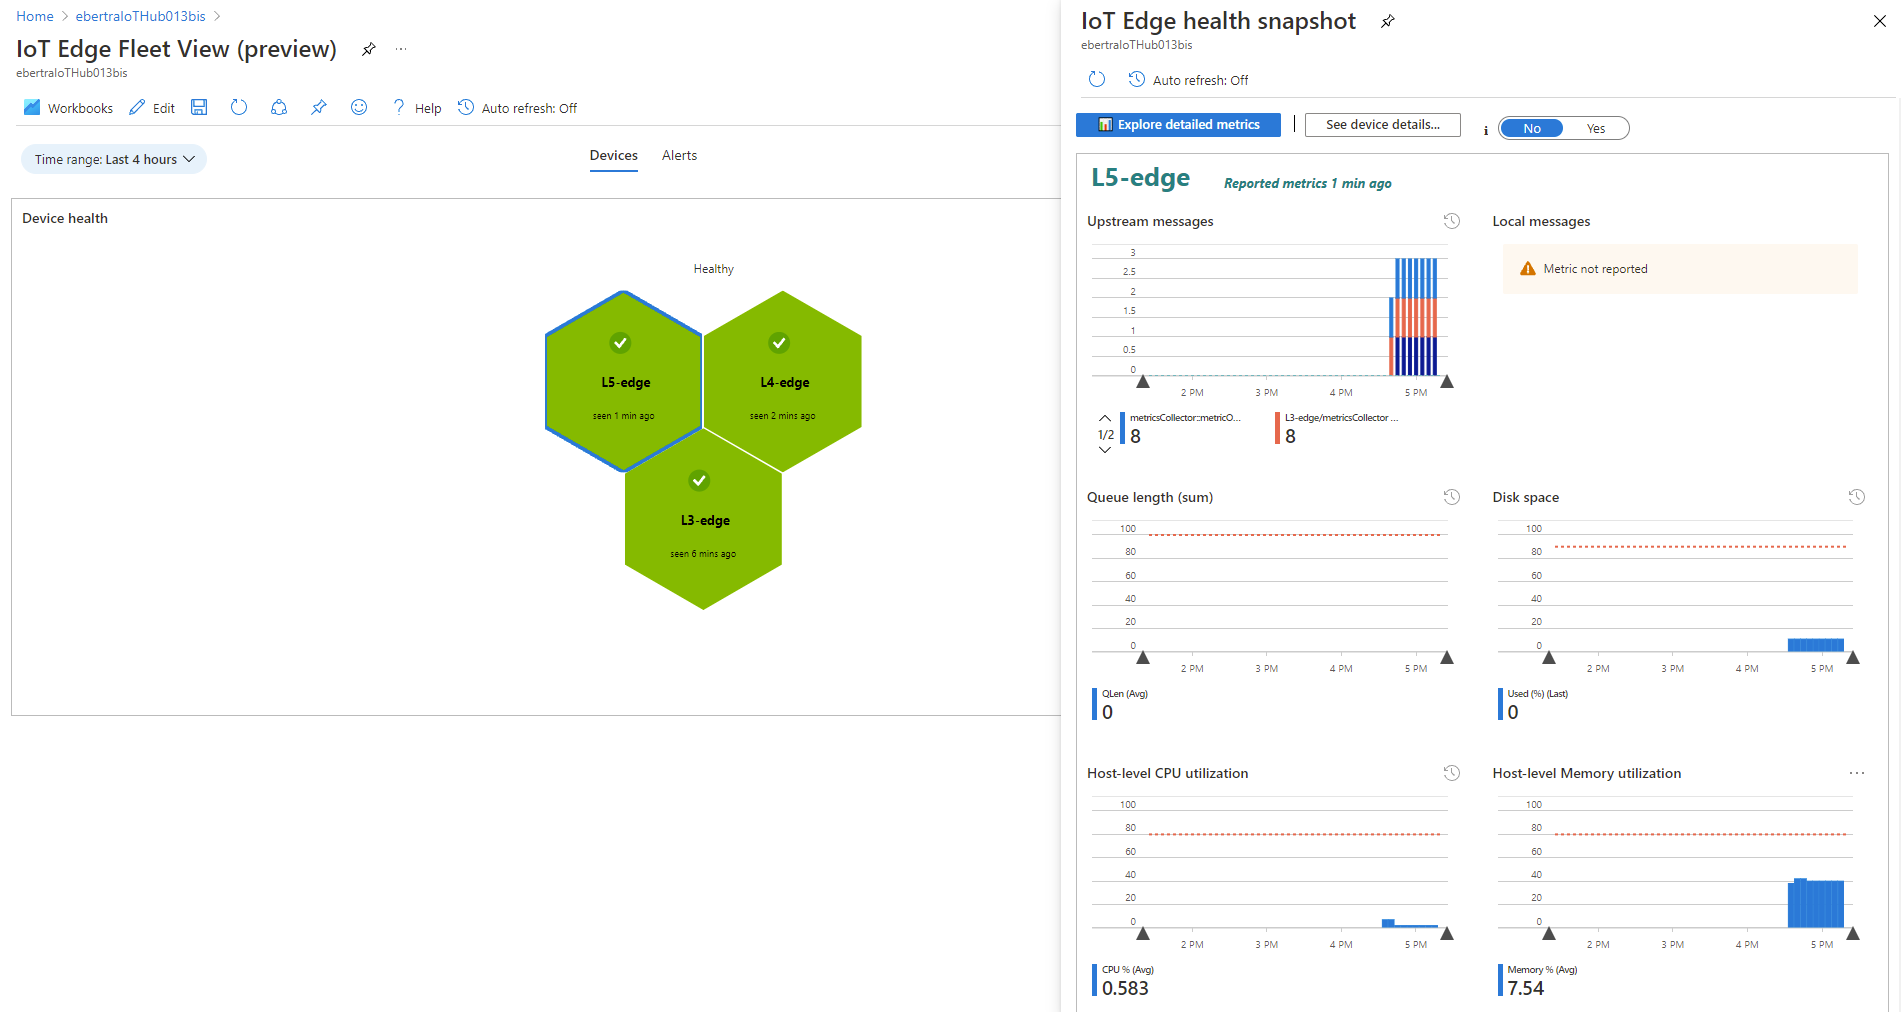 Home > ebertraIoTHub013bis >
IoT Edge Fleet View (preview) ...
ebertraIoTHub013bis
Workbooks Edit ? Help Auto refresh: Off
Time range: Last 4 hours
Devices Alerts
Device health
Healthy
L5-edge
seen 1 min ago
L4-edge
seen 2 mins ago
L3-edge
seen 6 mins ago
IoT Edge health snapshot
ebertraIoTHub013bis
Auto refresh: Off
Explore detailed metrics
See device details...
i
No Yes
L5-edge Reported metrics 1 min ago
Upstream messages
3
2.5
2
1.5
1
0.5
0
2 PM 3 PM 4 PM 5 PM
1/2
metricsCollector::metricO...
8
L3-edge/metricsCollector ...
8
Local messages
Metric not reported
Queue length (sum)
100
80
60
40
20
0
2 PM 3 PM 4 PM 5 PM
QLen (Avg)
0
Disk space
100
80
60
40
20
0
2 PM 3 PM 4 PM 5 PM
Used (%) (Last)
0
Host-level CPU utilization
100
80
60
40
20
0
2 PM 3 PM 4 PM 5 PM
CPU % (Avg)
0.583
Host-level Memory utilization ...
100
80
60
40
20
0
2 PM 3 PM 4 PM 5 PM
Memory % (Avg)
7.54